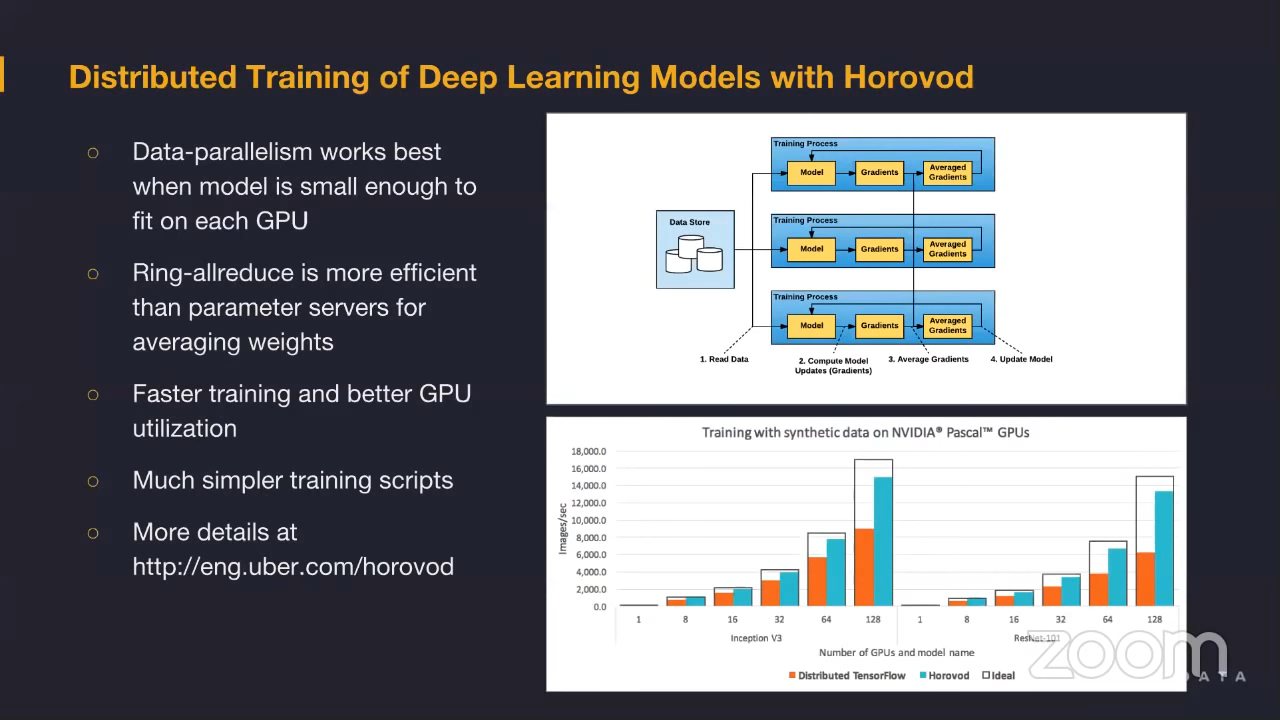 Distributed Training of Deep Learning Models with Horovod
Data-parallelism works best
when model is small enough to
fit on each GPU
Ring-allreduce is more efficient
than parameter servers for
averaging weights
Faster training and better GPU
utilization
Much simpler training scripts
More details at
http://eng.uber.com/horovod
Data Store
Training Process
Model
Gradients
Averaged
Gradients
Training Process
Model
Gradients
Averaged
Gradients
Training Process
Model
Gradients
Averaged
Gradients
1. Read Data
2. Compute Model
Updates (Gradients)
3. Average Gradients
4. Update Model
Training with synthetic data on NVIDIA® Pascal™ GPUs
Images/sec
18,000.0
16,000.0
14,000.0
12,000.0
10,000.0
8,000.0
6,000.0
4,000.0
2,000.0
0.0
1 8 16 32 64 128 1 8 16 32 64 128
Inception V3 ResNet-101
Number of GPUs and model name
Distributed TensorFlow Horovod Ideal
zoom